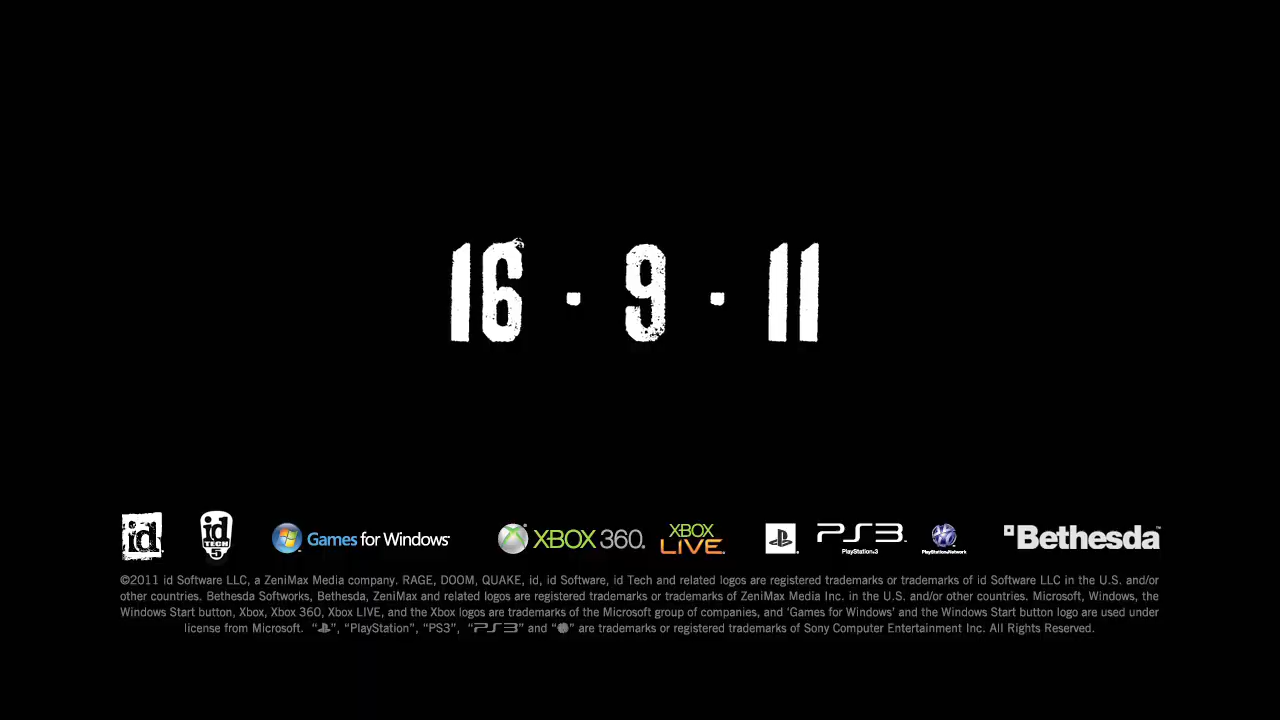 16 · 9 · 11
id id TECH 5 Games for Windows XBOX 360. XBOX LIVE. PS3 PlayStation®3 PlayStation®Network Bethesda™
©2011 id Software LLC, a ZeniMax Media company. RAGE, DOOM, QUAKE, id, id Software, id Tech and related logos are registered trademarks or trademarks of id Software LLC in the U.S. and/or
other countries. Bethesda Softworks, Bethesda, ZeniMax and related logos are registered trademarks or trademarks of ZeniMax Media Inc. in the U.S. and/or other countries. Microsoft, Windows, the
Windows Start button, Xbox, Xbox 360, Xbox LIVE, and the Xbox logos are trademarks of the Microsoft group of companies, and ‘Games for Windows’ and the Windows Start button logo are used under
license from Microsoft. “ ”, “PlayStation”, “PS3”, “PS3” and “ ” are trademarks or registered trademarks of Sony Computer Entertainment Inc. All Rights Reserved.